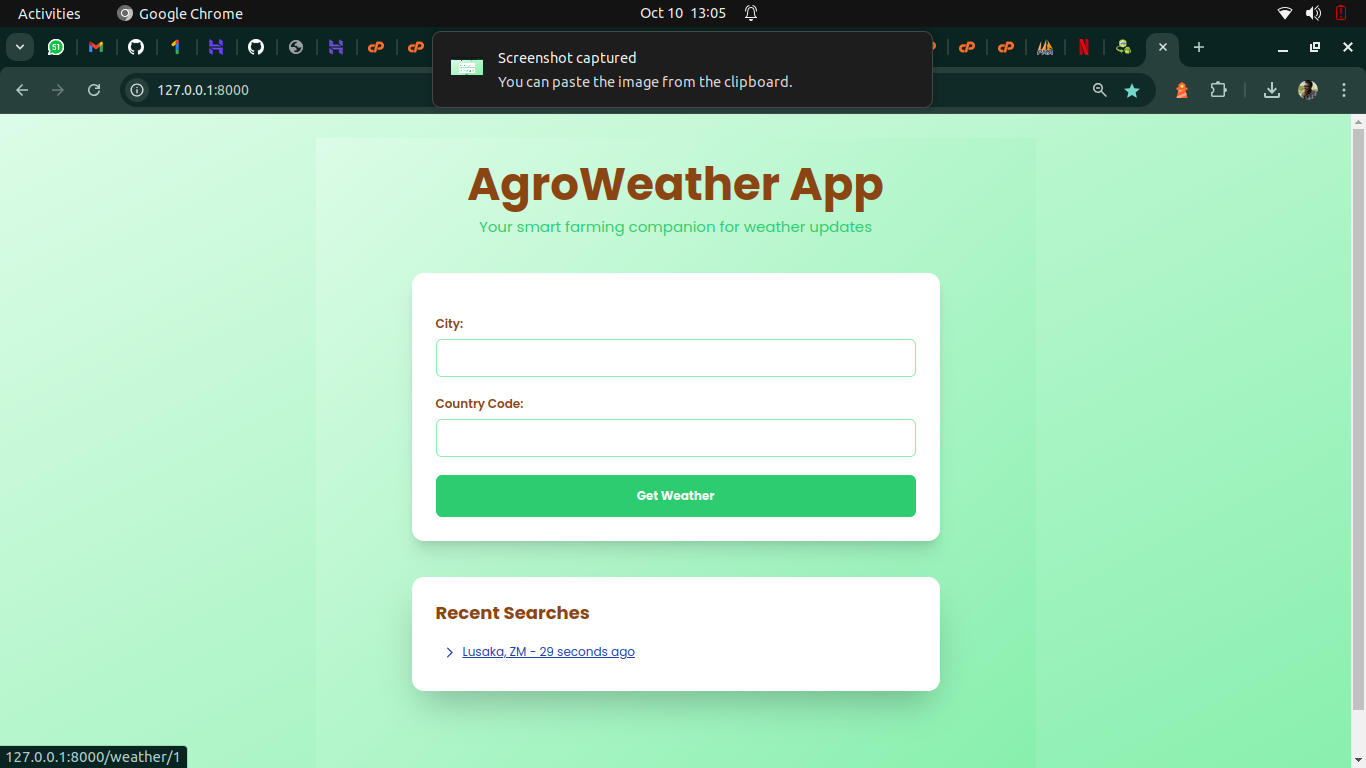 Activities
Google Chrome
Oct 10 13:05
51
Screenshot captured
You can paste the image from the clipboard.
127.0.0.1:8000
AgroWeather App
Your smart farming companion for weather updates
City:
Country Code:
Get Weather
Recent Searches
Lusaka, ZM - 29 seconds ago
127.0.0.1:8000/weather/1